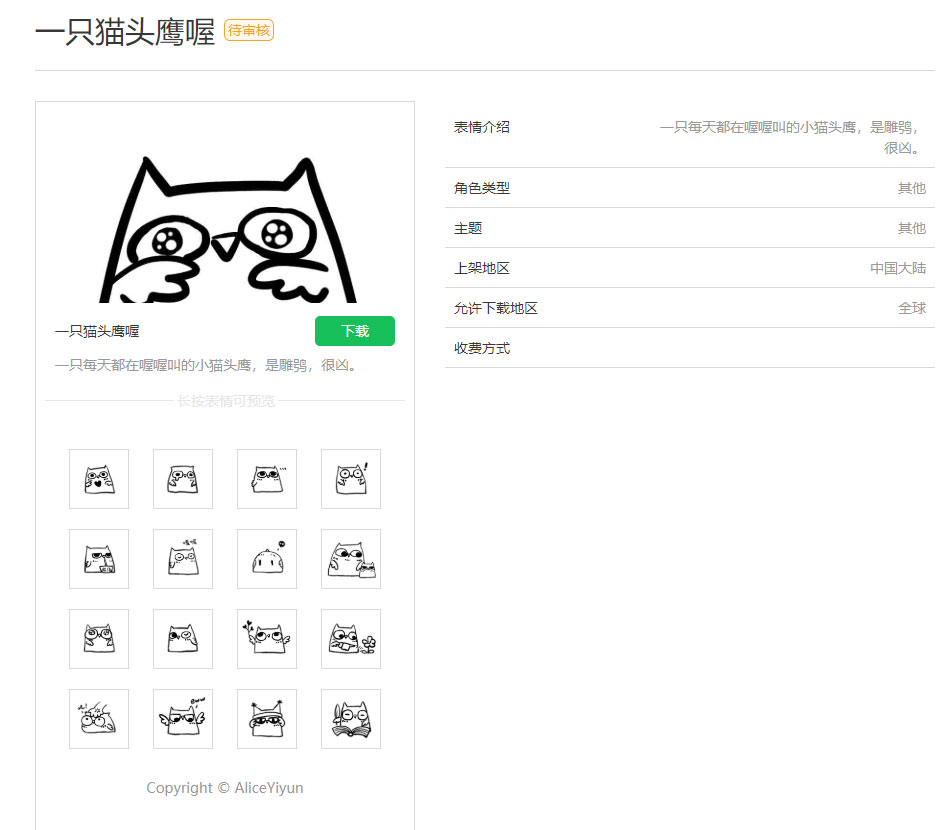 一只猫头鹰喔 待审核
一只猫头鹰喔
下载
一只每天都在喔喔叫的小猫头鹰，是雕鸮，很凶。
长按表情可预览
Copyright © AliceYiyun
表情介绍
一只每天都在喔喔叫的小猫头鹰，是雕鸮，
很凶。
角色类型
其他
主题
其他
上架地区
中国大陆
允许下载地区
全球
收费方式